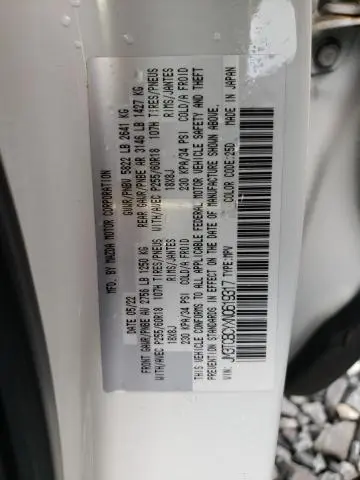 MFD. BY MAZDA MOTOR CORPORATION
GVWR/PNBV 5822 LB 2641 KG
DATE 05/22
FRONT GAWR/PNBE AV 2756 LB 1250 KG REAR GAWR/PNBE AR 3146 LB 1427 KG
WITH/AVEC P255/60R18 107H TIRES/PNEUS WITH/AVEC P255/60R18 107H TIRES/PNEUS
18X8J RIMS/JANTES 18X8J RIMS/JANTES
230 KPA/34 PSI COLD/A FROID 230 KPA/34 PSI COLD/A FROID
CONFORMS TO ALL APPLICABLE FEDERAL MOTOR VEHICLE SAFETY AND THEFT
PREVENTION STANDARDS IN EFFECT ON THE DATE OF MANUFACTURE SHOWN ABOVE.
COLOR CODE: 25D MADE IN JAPAN
VIN: TYPE: MPV